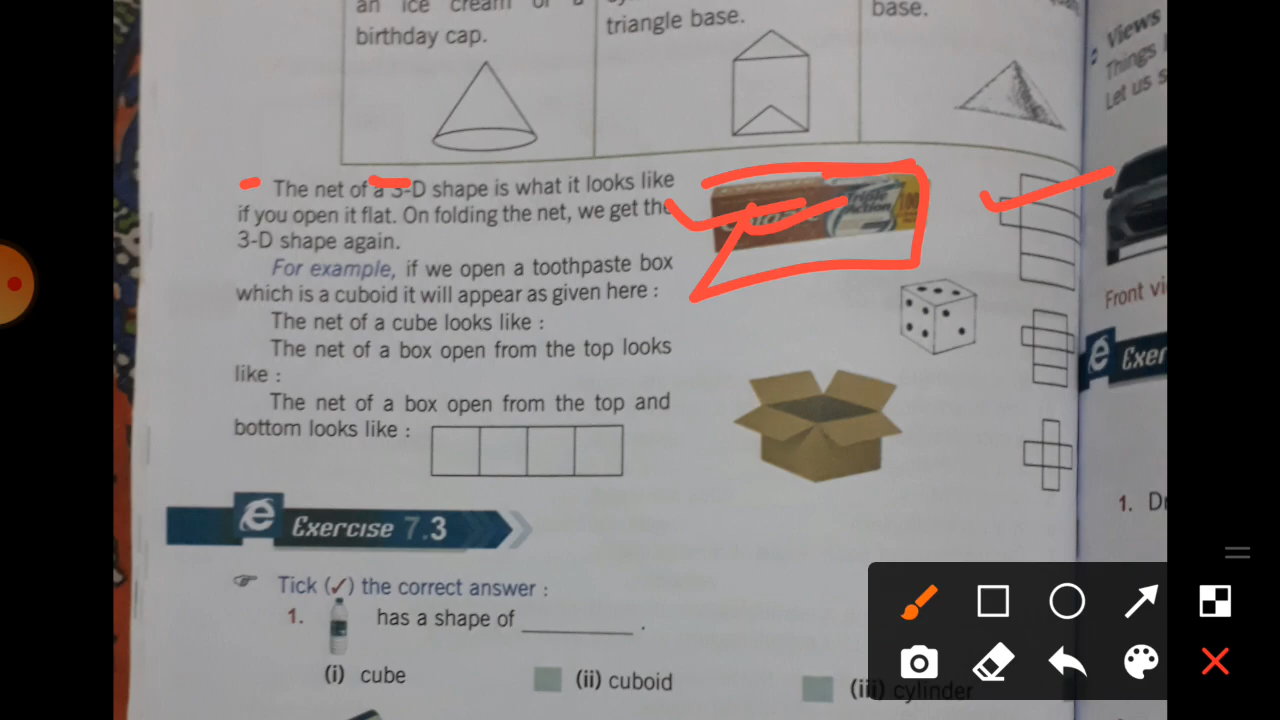 an ice cream or a
birthday cap.
triangle base.
base.
The net of a 3-D shape is what it looks like
if you open it flat. On folding the net, we get the
3-D shape again.
For example, if we open a toothpaste box
which is a cuboid it will appear as given here :
The net of a cube looks like :
The net of a box open from the top looks
like :
The net of a box open from the top and
bottom looks like :
e Exercise 7.3
Tick (✓) the correct answer :
1. has a shape of ________ .
(i) cube (ii) cuboid (iii) cylinder
Views
Things
Let us s
Front vi
e Exer
1. D
Action